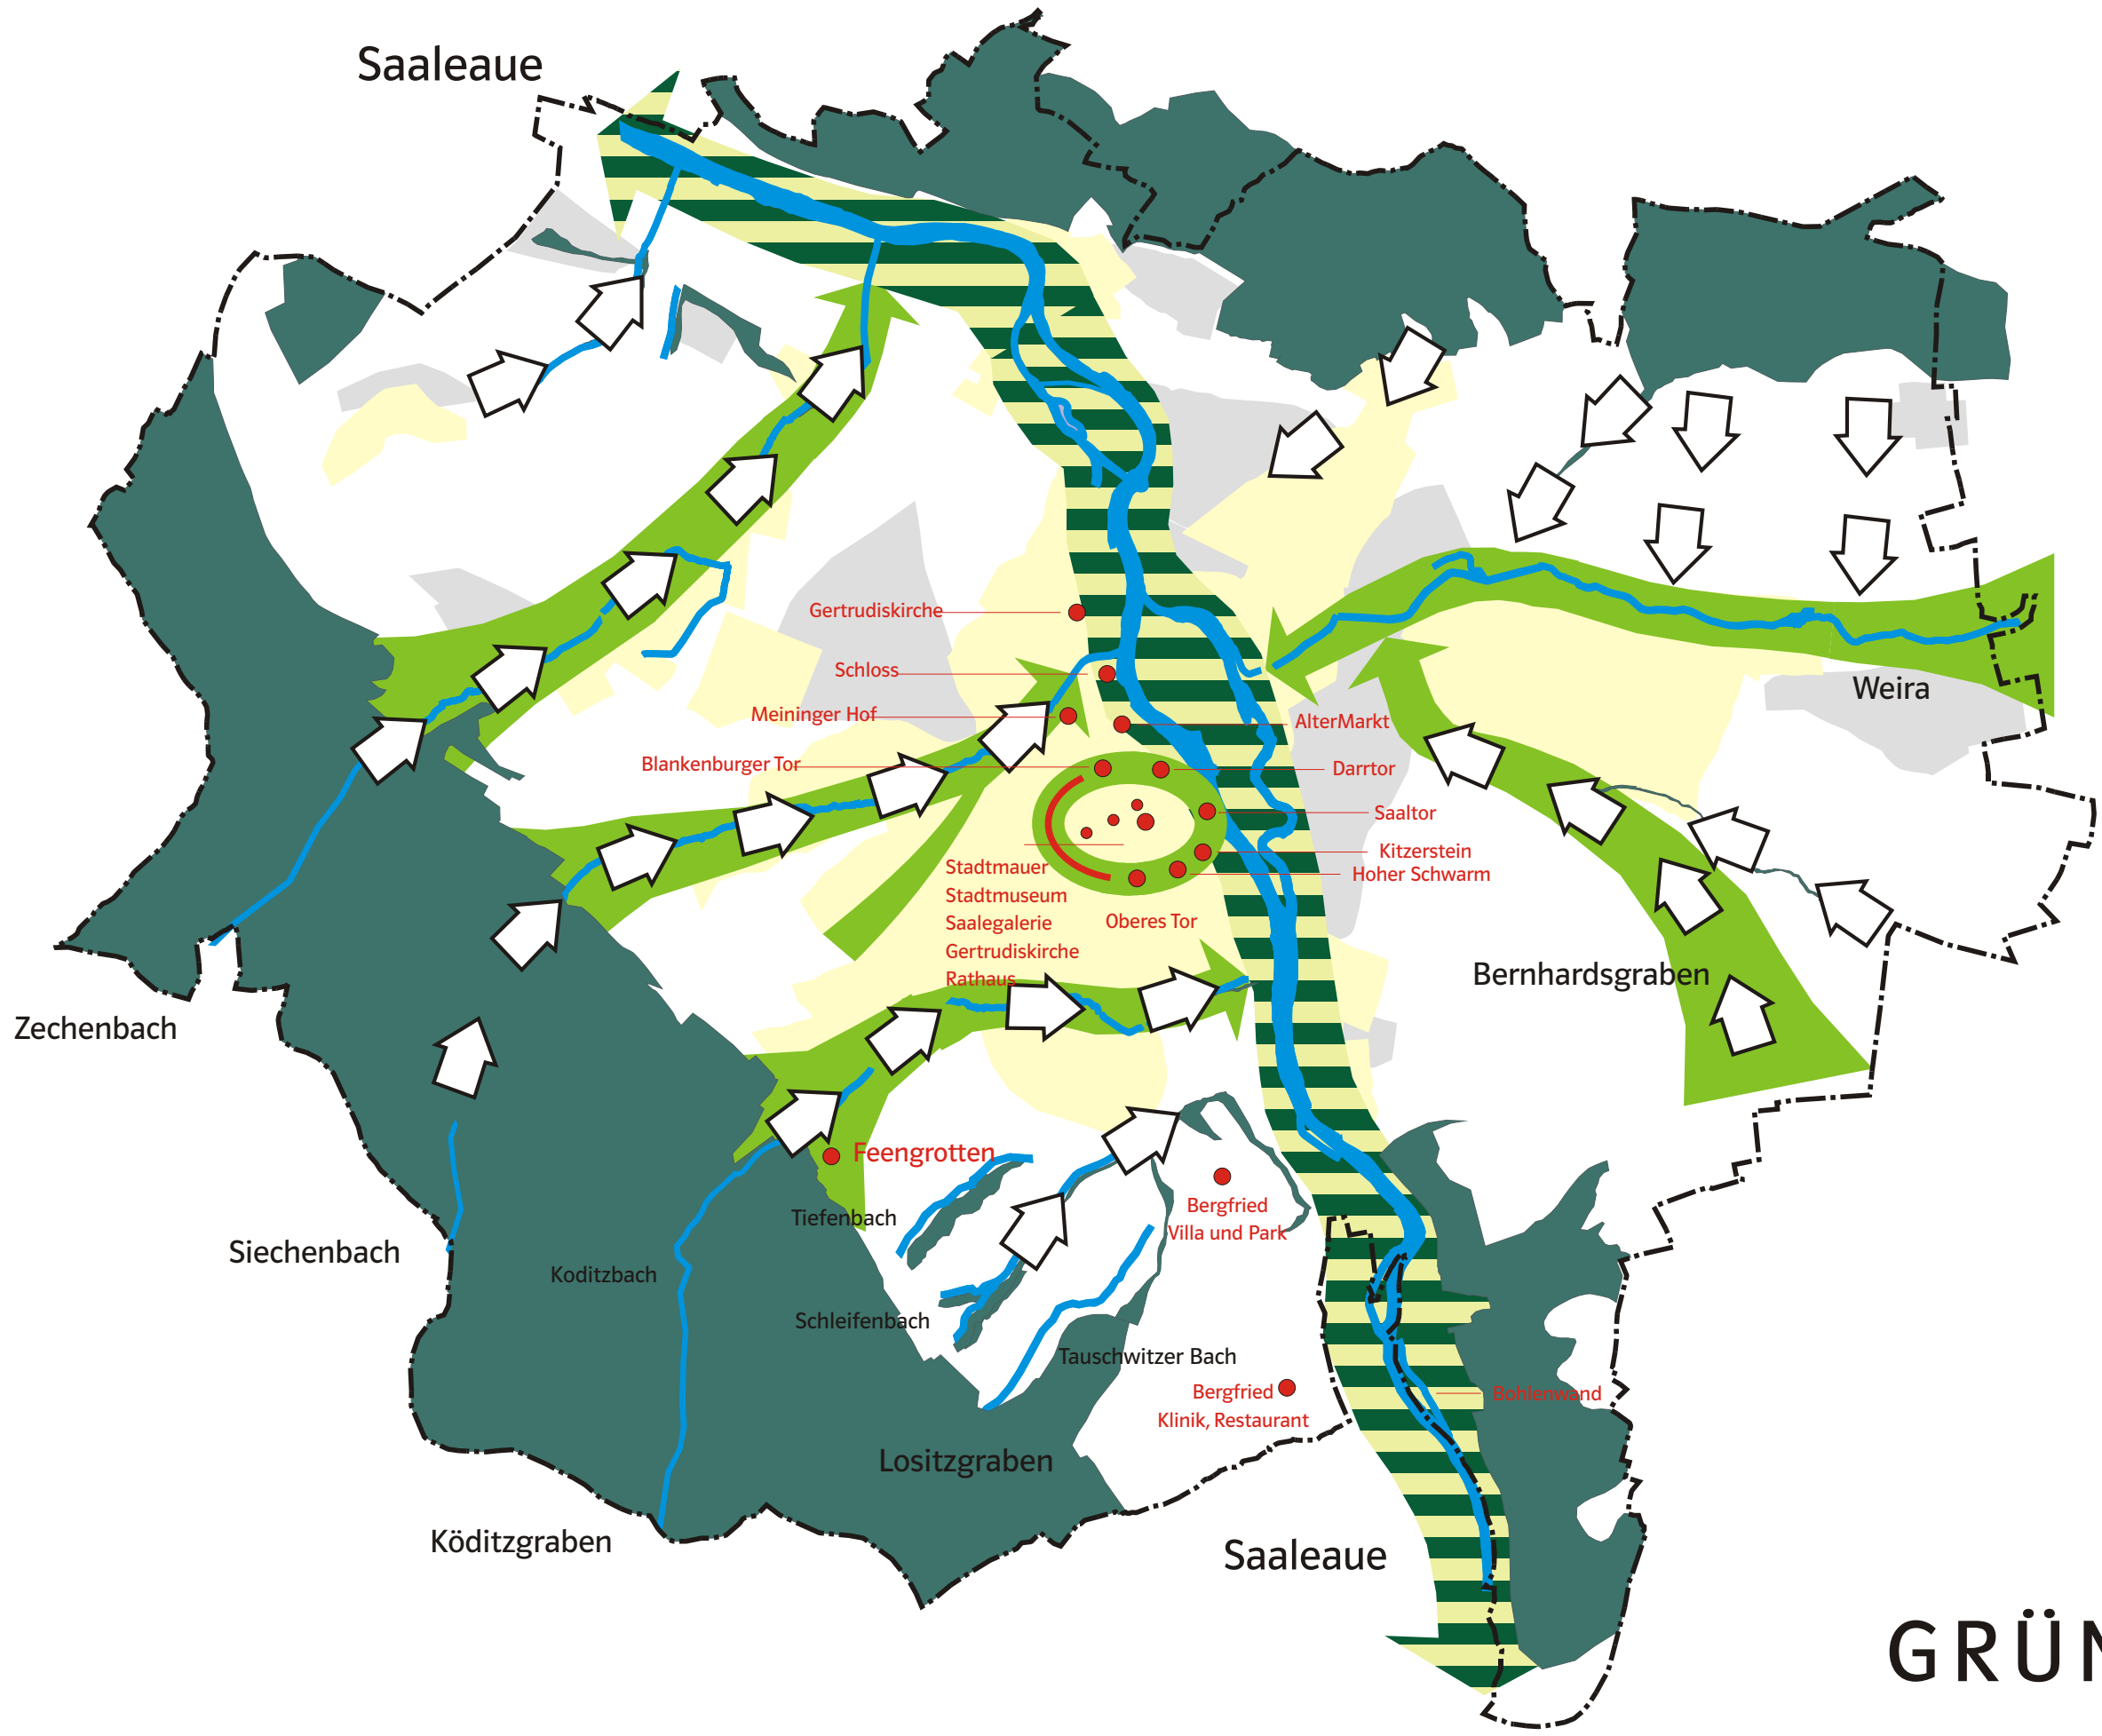 Saaleaue
Gertrudiskirche
Schloss
Weira
Meininger Hof
AlterMarkt
Blankenburger Tor
Darrtor
Saaltor
Kitzerstein
Stadtmauer
Hoher Schwarm
Stadtmuseum
Saalegalerie
Oberes Tor
Gertrudiskirche
Rathaus
Bernhardsgraben
Zechenbach
Feengrotten
Bergfried
Villa und Park
Tiefenbach
Siechenbach
Koditzbach
Schleifenbach
Tauschwitzer Bach
Bergfried
Klinik, Restaurant
Bohlenwand
Lositzgraben
Köditzgraben
Saaleaue
GRÜN